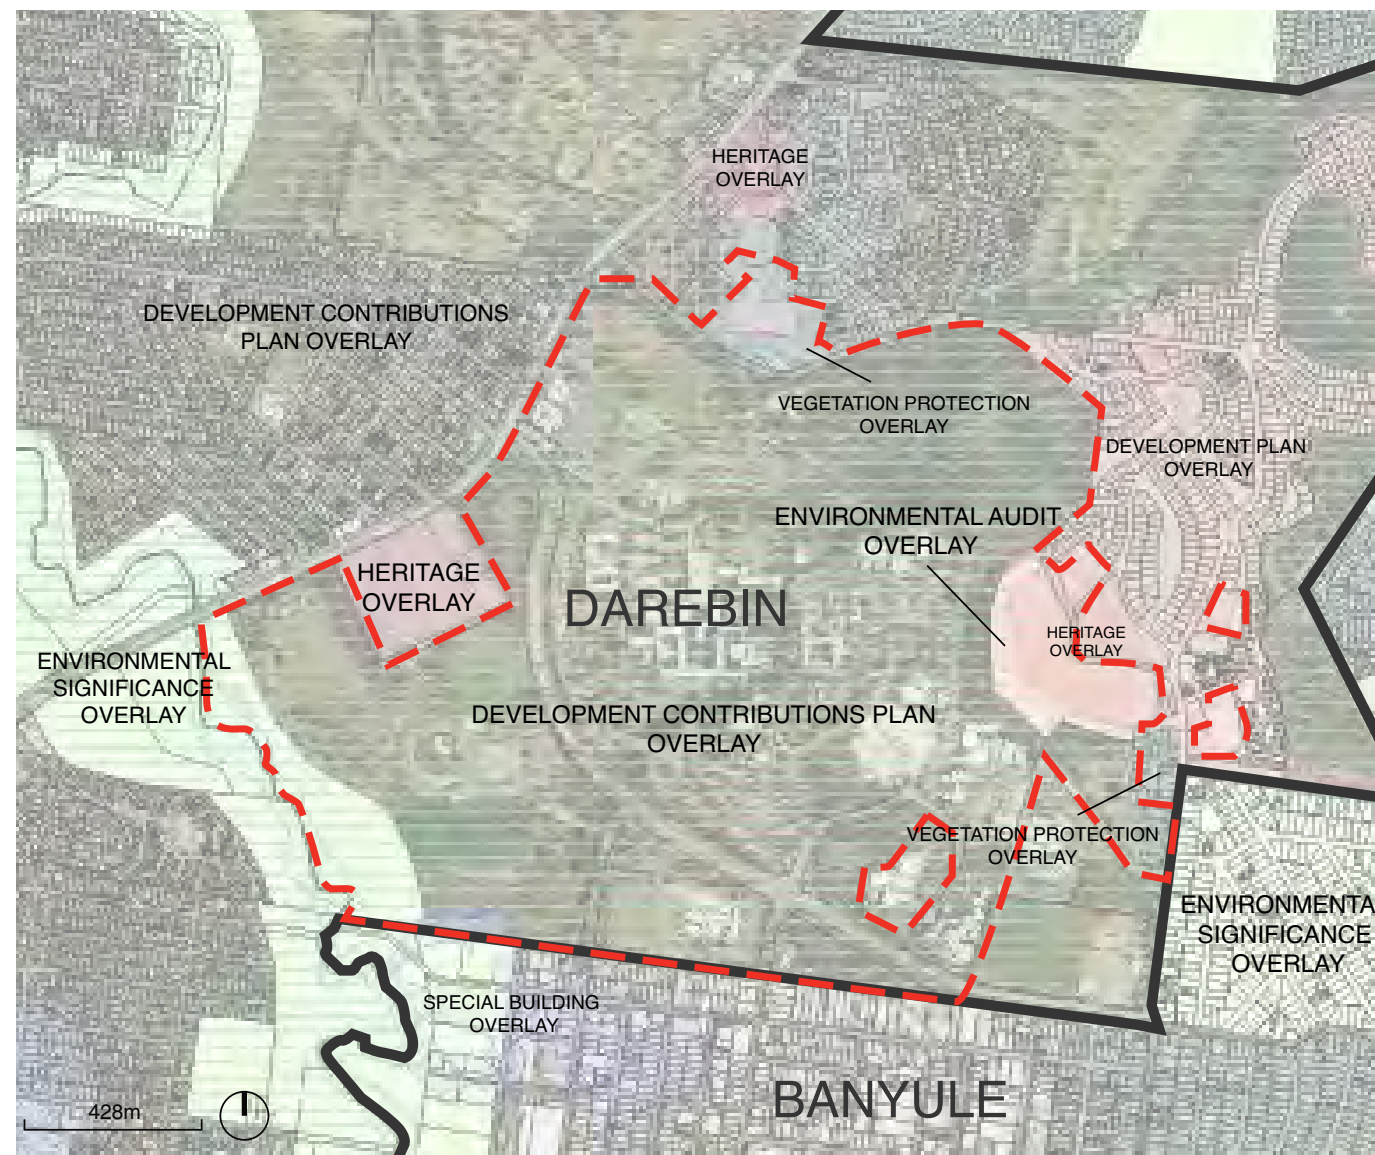 HERITAGE
OVERLAY
DEVELOPMENT CONTRIBUTIONS
PLAN OVERLAY
VEGETATION PROTECTION
OVERLAY
DEVELOPMENT PLAN
OVERLAY
ENVIRONMENTAL AUDIT
OVERLAY
HERITAGE
OVERLAY
DAREBIN
HERITAGE
OVERLAY
ENVIRONMENTAL
SIGNIFICANCE
OVERLAY
DEVELOPMENT CONTRIBUTIONS PLAN
OVERLAY
VEGETATION PROTECTION
OVERLAY
ENVIRONMENTA
SIGNIFICANCE
OVERLAY
SPECIAL BUILDING
OVERLAY
BANYULE
428m